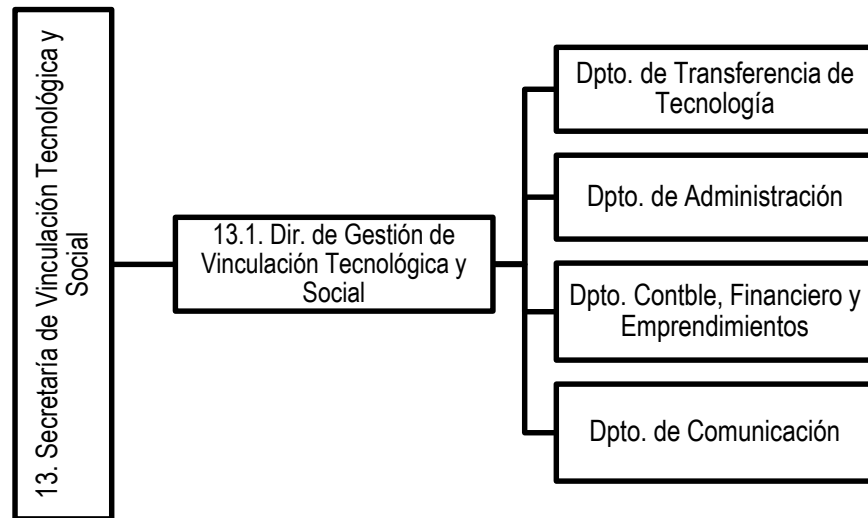 13. Secretaría de Vinculación Tecnológica y
Social
13.1. Dir. de Gestión de
Vinculación Tecnológica y
Social
Dpto. de Transferencia de
Tecnología
Dpto. de Administración
Dpto. Contble, Financiero y
Emprendimientos
Dpto. de Comunicación